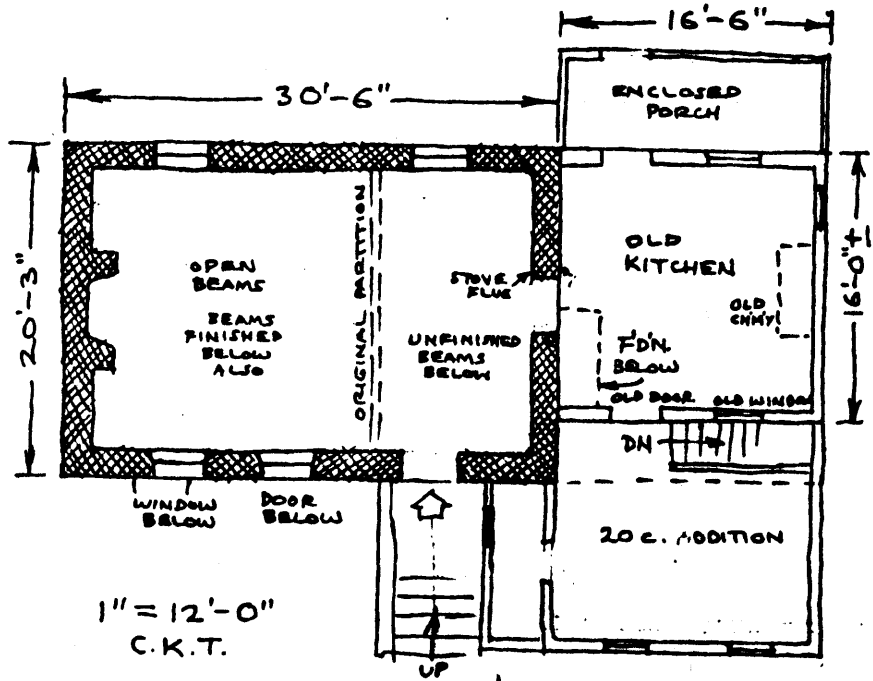 16'-6"
30'-6"
ENCLOSED
PORCH
20'-3"
OPEN
BEAMS
BEAMS
FINISHED
BELOW
ALSO
ORIGINAL PARTITION
STOVE
FLUE
UNFINISHED
BEAMS
BELOW
OLD
KITCHEN
OLD
CHM'Y
16'-0"±
F'D'N.
BELOW
OLD DOOR
OLD WINDOW
DN
WINDOW
BELOW
DOOR
BELOW
20 C. ADDITION
1" = 12'-0"
C.K.T.
UP